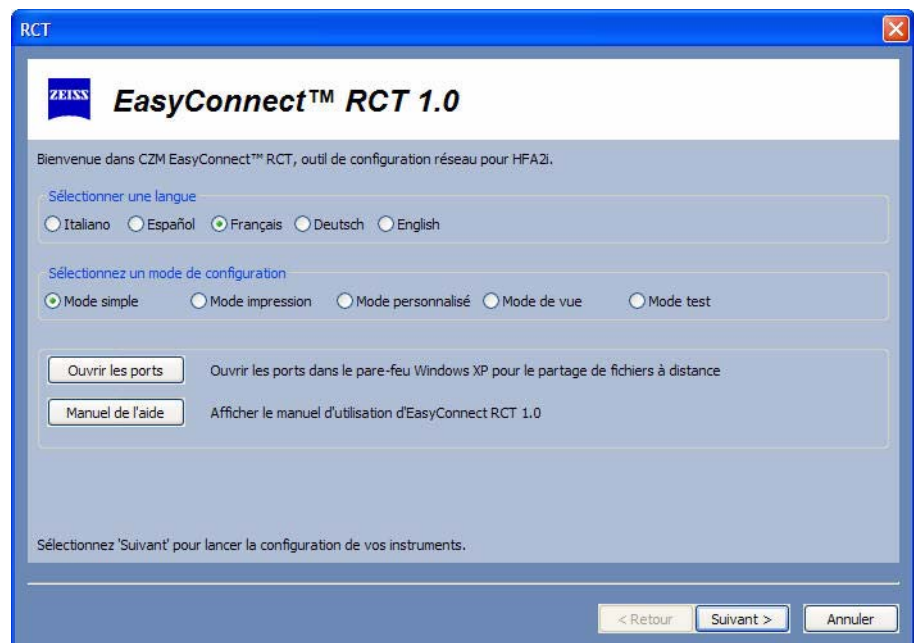 RCT
ZEISS
EasyConnect™ RCT 1.0
Bienvenue dans CZM EasyConnect™ RCT, outil de configuration réseau pour HFA2i.
Sélectionner une langue
Italiano Español Français Deutsch English
Sélectionnez un mode de configuration
Mode simple Mode impression Mode personnalisé Mode de vue Mode test
Ouvrir les ports Ouvrir les ports dans le pare-feu Windows XP pour le partage de fichiers à distance
Manuel de l'aide Afficher le manuel d'utilisation d'EasyConnect RCT 1.0
Sélectionnez 'Suivant' pour lancer la configuration de vos instruments.
< Retour Suivant > Annuler